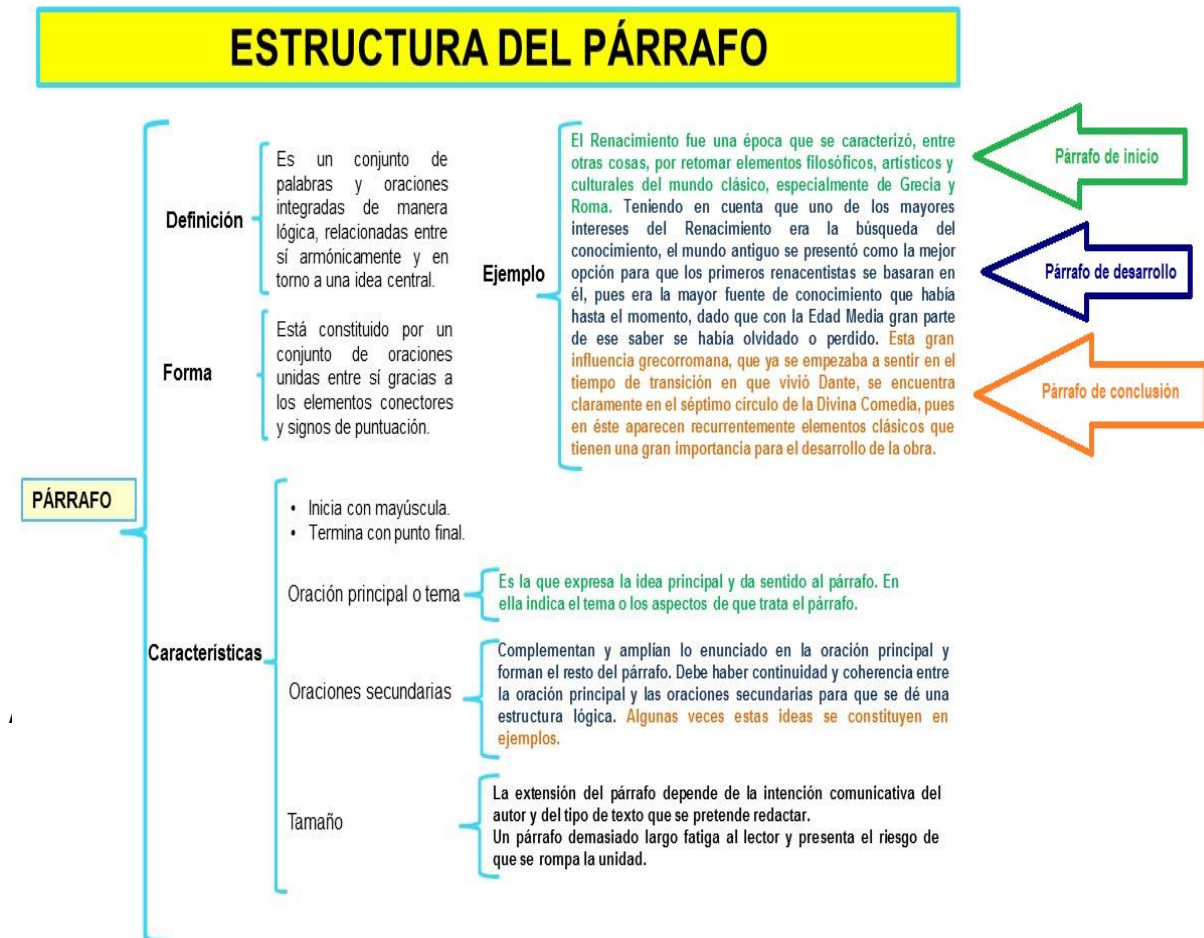 ESTRUCTURA DEL PÁRRAFO
PÁRRAFO
Definición
Es un conjunto de
palabras y oraciones
integradas de manera
lógica, relacionadas entre
sí armónicamente y en
torno a una idea central.
Forma
Está constituido por un
conjunto de oraciones
unidas entre sí gracias a
los elementos conectores
y signos de puntuación.
Ejemplo
El Renacimiento fue una época que se caracterizó, entre
otras cosas, por retomar elementos filosóficos, artísticos y
culturales del mundo clásico, especialmente de Grecia y
Roma. Teniendo en cuenta que uno de los mayores
intereses del Renacimiento era la búsqueda del
conocimiento, el mundo antiguo se presentó como la mejor
opción para que los primeros renacentistas se basaran en
él, pues era la mayor fuente de conocimiento que había
hasta el momento, dado que con la Edad Media gran parte
de ese saber se había olvidado o perdido. Esta gran
influencia grecorromana, que ya se empezaba a sentir en el
tiempo de transición en que vivió Dante, se encuentra
claramente en el séptimo círculo de la Divina Comedia, pues
en éste aparecen recurrentemente elementos clásicos que
tienen una gran importancia para el desarrollo de la obra.
Párrafo de inicio
Párrafo de desarrollo
Párrafo de conclusión
Características
• Inicia con mayúscula.
• Termina con punto final.
Oración principal o tema
Es la que expresa la idea principal y da sentido al párrafo. En
ella indica el tema o los aspectos de que trata el párrafo.
Oraciones secundarias
Complementan y amplían lo enunciado en la oración principal y
forman el resto del párrafo. Debe haber continuidad y coherencia entre
la oración principal y las oraciones secundarias para que se dé una
estructura lógica. Algunas veces estas ideas se constituyen en
ejemplos.
Tamaño
La extensión del párrafo depende de la intención comunicativa del
autor y del tipo de texto que se pretende redactar.
Un párrafo demasiado largo fatiga al lector y presenta el riesgo de
que se rompa la unidad.